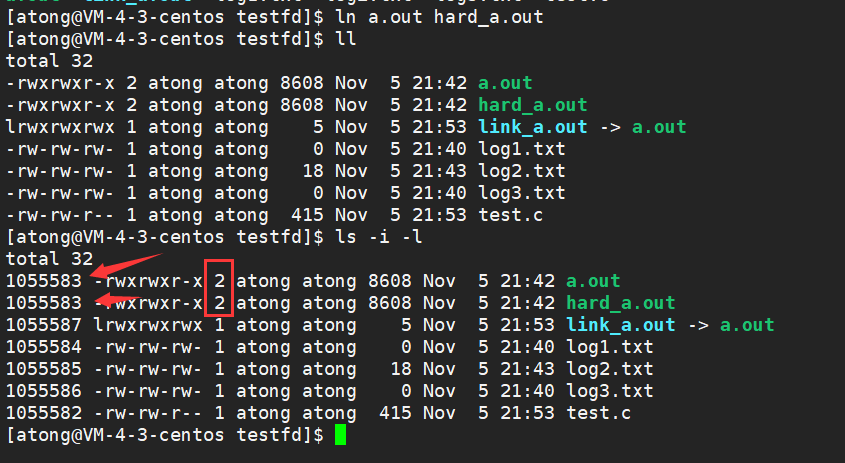 [atong@VM-4-3-centos testfd]$ ln a.out hard_a.out
[atong@VM-4-3-centos testfd]$ ll
total 32
-rwxrwxr-x 2 atong atong 8608 Nov  5 21:42 a.out
-rwxrwxr-x 2 atong atong 8608 Nov  5 21:42 hard_a.out
lrwxrwxrwx 1 atong atong    5 Nov  5 21:53 link_a.out -> a.out
-rw-rw-rw- 1 atong atong    0 Nov  5 21:40 log1.txt
-rw-rw-rw- 1 atong atong   18 Nov  5 21:43 log2.txt
-rw-rw-rw- 1 atong atong    0 Nov  5 21:40 log3.txt
-rw-rw-r-- 1 atong atong  415 Nov  5 21:53 test.c
[atong@VM-4-3-centos testfd]$ ls -i -l
total 32
1055583 -rwxrwxr-x 2 atong atong 8608 Nov  5 21:42 a.out
1055583 -rwxrwxr-x 2 atong atong 8608 Nov  5 21:42 hard_a.out
1055587 lrwxrwxrwx 1 atong atong    5 Nov  5 21:53 link_a.out -> a.out
1055584 -rw-rw-rw- 1 atong atong    0 Nov  5 21:40 log1.txt
1055585 -rw-rw-rw- 1 atong atong   18 Nov  5 21:43 log2.txt
1055586 -rw-rw-rw- 1 atong atong    0 Nov  5 21:40 log3.txt
1055582 -rw-rw-r-- 1 atong atong  415 Nov  5 21:53 test.c
[atong@VM-4-3-centos testfd]$